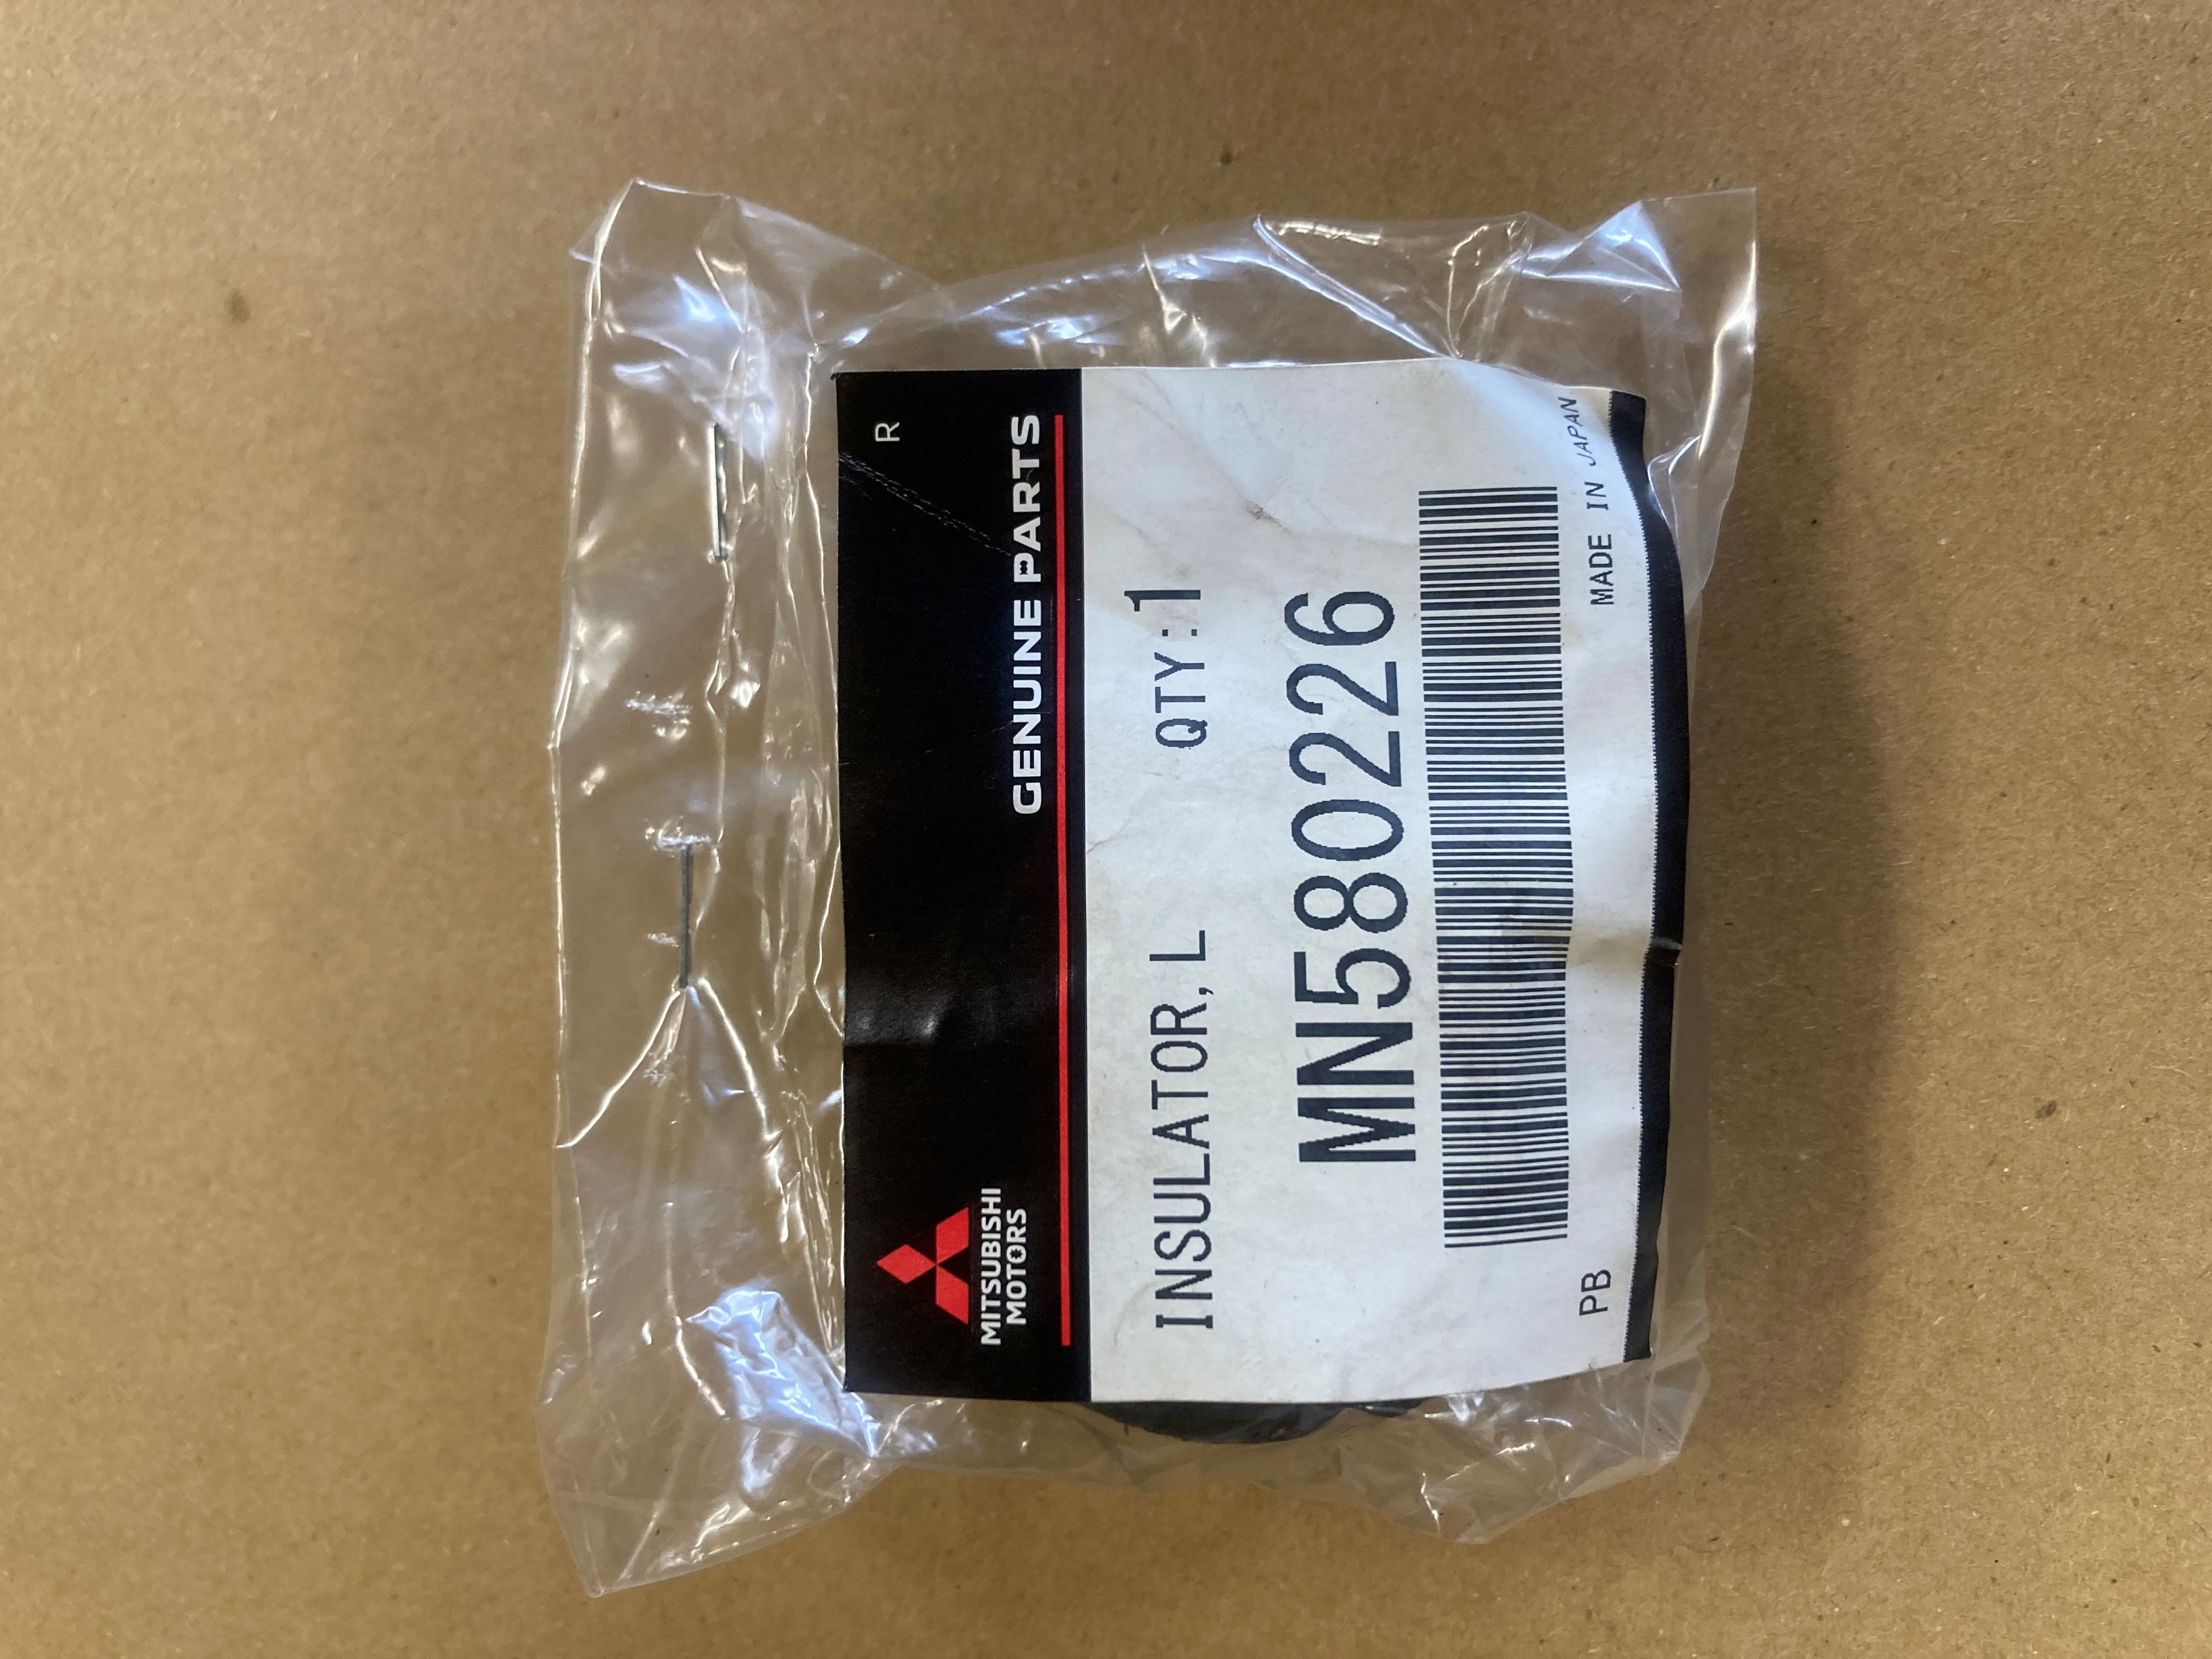 R
MITSUBISHI
MOTORS
GENUINE PARTS
INSULATOR, L QTY:1
MN580226
PB MADE IN JAPAN